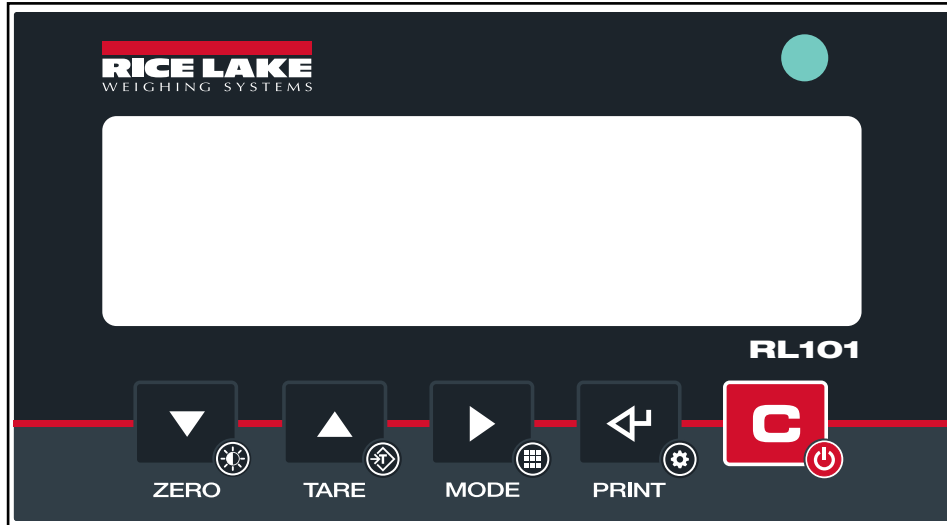 RICE LAKE
WEIGHING SYSTEMS
RL101
C
ZERO TARE MODE PRINT